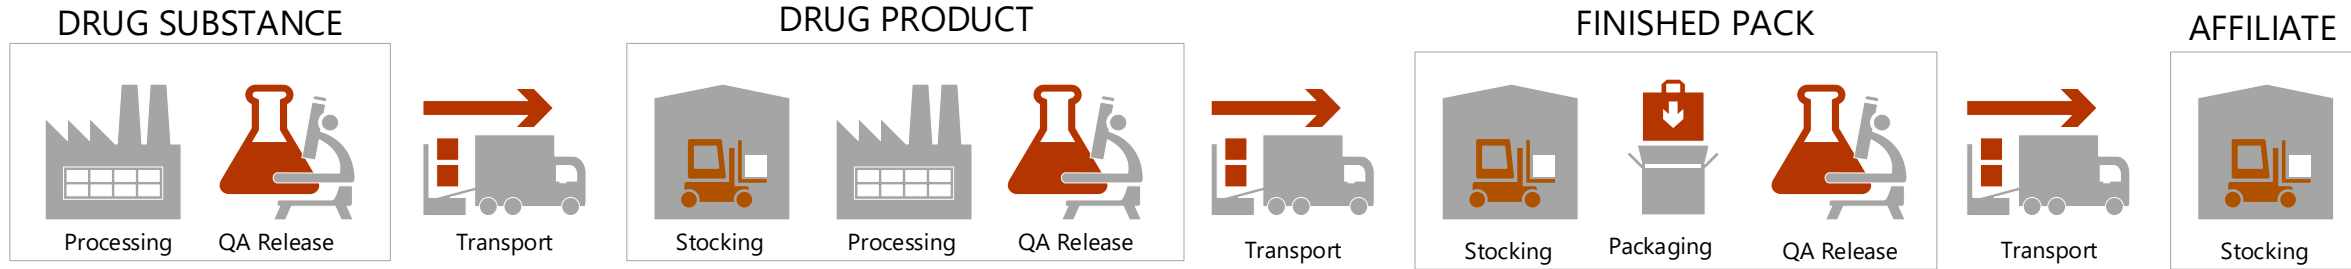 DRUG SUBSTANCE
Processing
QA Release
Transport
DRUG PRODUCT
Stocking
Processing
QA Release
Transport
FINISHED PACK
Stocking
Packaging
QA Release
Transport
AFFILIATE
Stocking